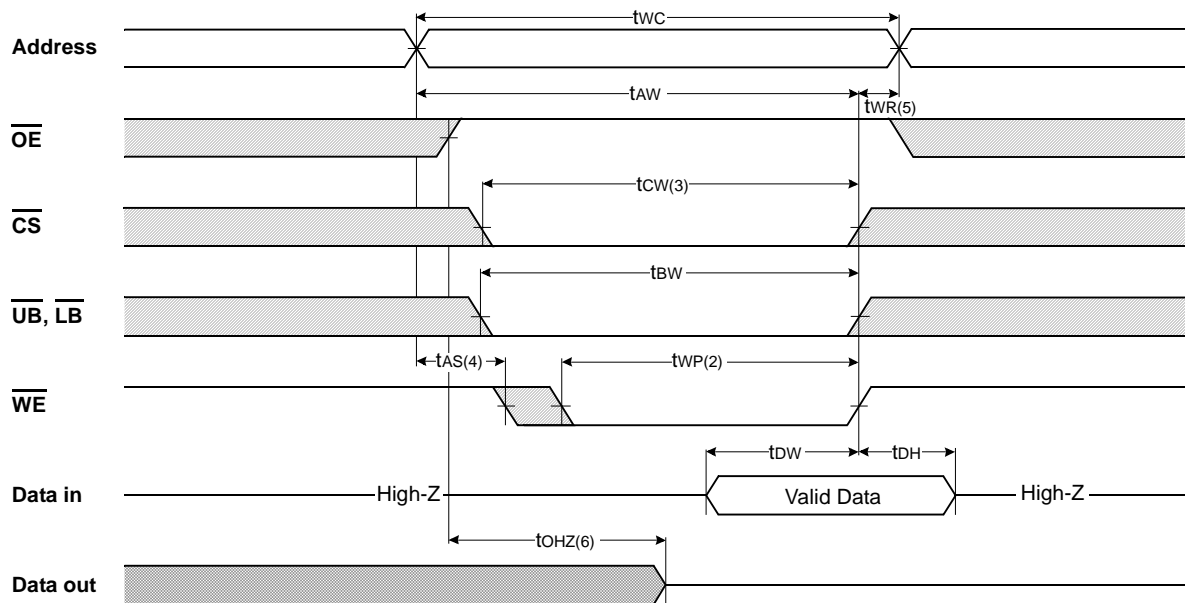 tWC
Address
tAW
tWR(5)
OE
tCW(3)
CS
tBW
UB, LB
tAS(4)
tWP(2)
WE
tDW
tDH
Data in
High-Z
Valid Data
High-Z
tOHZ(6)
Data out